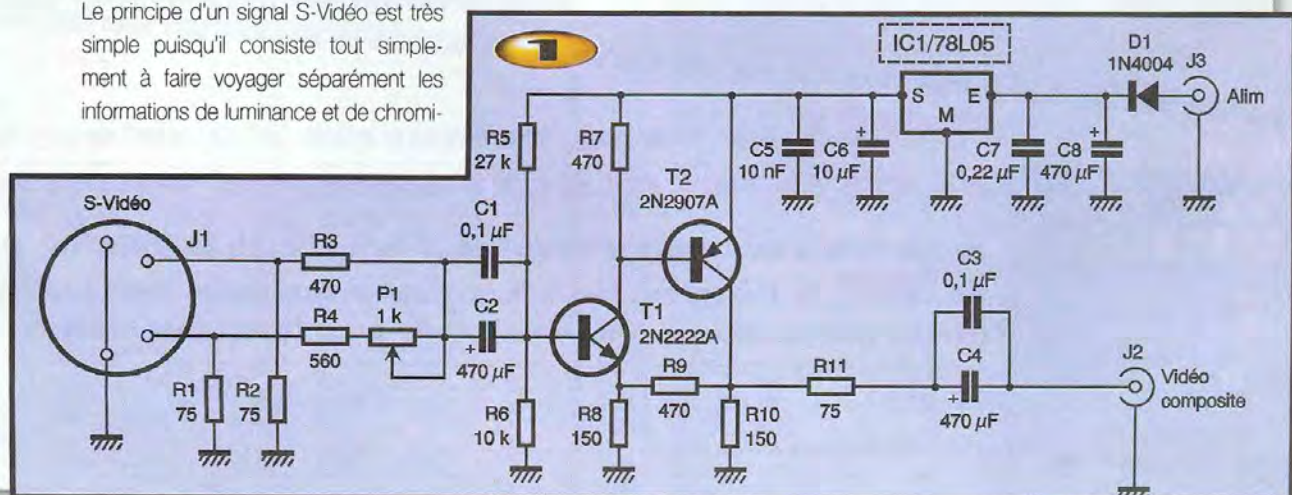 Le principe d'un signal S-Vidéo est très
simple puisqu'il consiste tout simple-
ment à faire voyager séparément les
informations de luminance et de chromi-
1
IC1/78L05
S
E
M
D1
1N4004
J3
Alim
R5
27 k
R7
470
C5
10 nF
C6
+
10 µF
C7
0,22 µF
C8
+
470 µF
T2
2N2907A
S-Vidéo
J1
R3
470
P1
1 k
R4
560
C1
0,1 µF
C2
+
470 µF
T1
2N2222A
R1
75
R2
75
R6
10 k
R8
150
R9
470
R10
150
R11
75
C3
0,1 µF
C4
+
470 µF
J2
Vidéo
composite